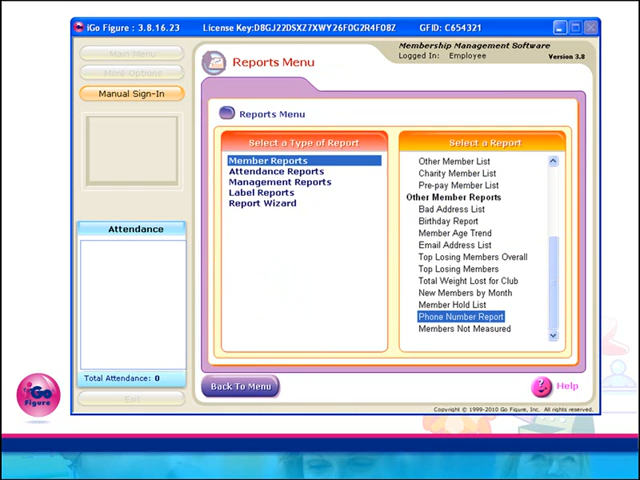 iGo Figure : 3.8.16.23 License Key:D8GJ22DSXZ7XWY26F0G2R4F08Z GFID: C654321
Main Menu
More Options
Manual Sign-In
Reports Menu
Membership Management Software
Logged In: Employee Version 3.8
Reports Menu
Select a Type of Report
Member Reports
Attendance Reports
Management Reports
Label Reports
Report Wizard
Select a Report
Other Member List
Charity Member List
Pre-pay Member List
Other Member Reports
Bad Address List
Birthday Report
Member Age Trend
Email Address List
Top Losing Members Overall
Top Losing Members
Total Weight Lost for Club
New Members by Month
Member Hold List
Phone Number Report
Members Not Measured
Attendance
Total Attendance: 0
Exit
Back To Menu
Help
Copyright © 1999-2010 Go Figure, Inc. All rights reserved.
iGo
Figure